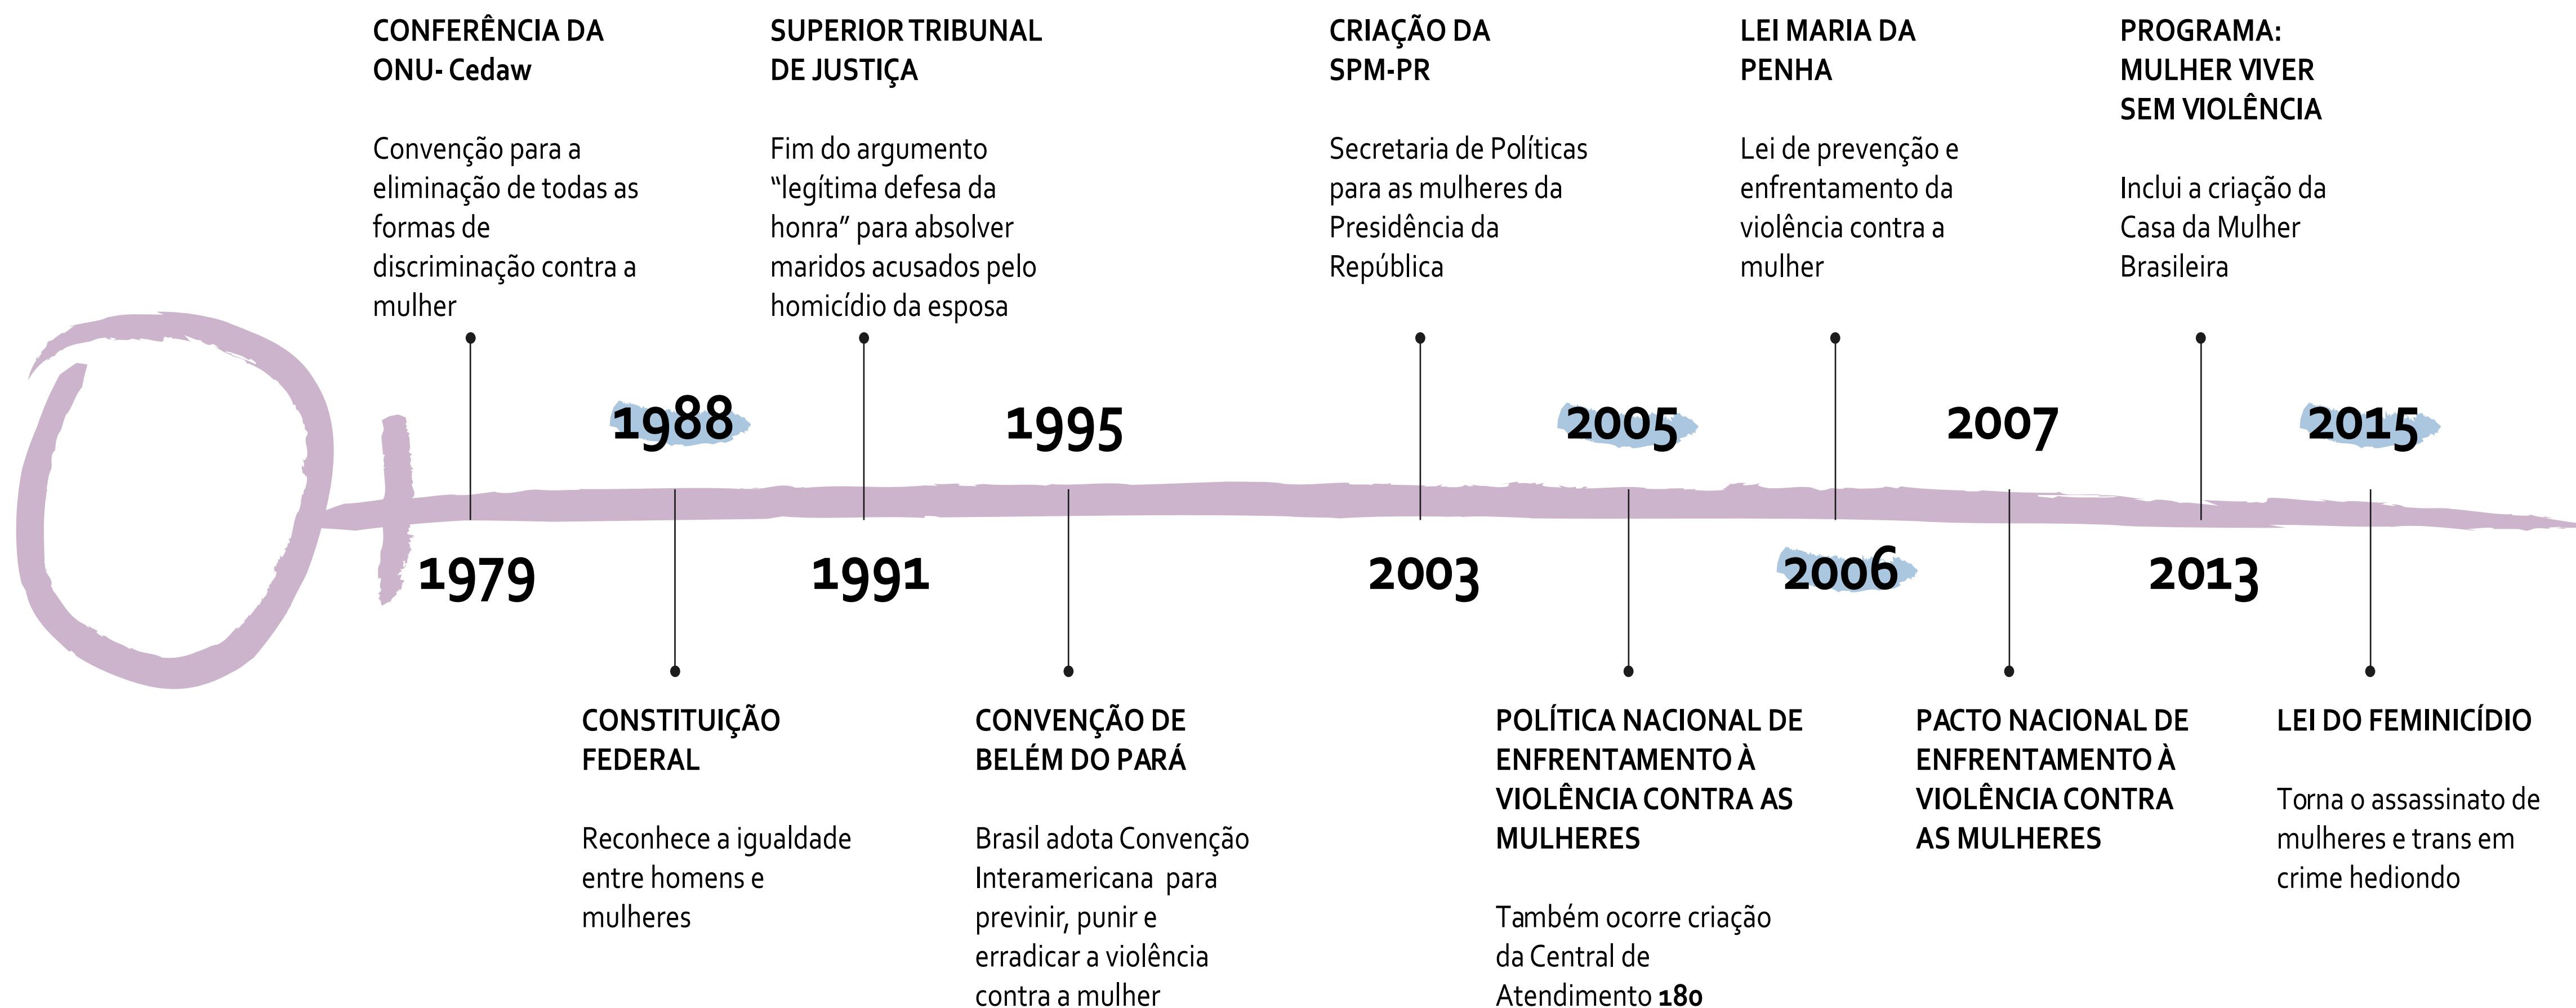 CONFERÊNCIA DA
ONU- Cedaw
Convenção para a
eliminação de todas as
formas de
discriminação contra a
mulher
1979
CONSTITUIÇÃO
FEDERAL
Reconhece a igualdade
entre homens e
mulheres
1988
SUPERIOR TRIBUNAL
DE JUSTIÇA
Fim do argumento
“legítima defesa da
honra” para absolver
maridos acusados pelo
homicídio da esposa
1991
1995
CONVENÇÃO DE
BELÉM DO PARÁ
Brasil adota Convenção
Interamericana para
previnir, punir e
erradicar a violência
contra a mulher
CRIAÇÃO DA
SPM-PR
Secretaria de Políticas
para as mulheres da
Presidência da
República
2003
2005
POLÍTICA NACIONAL DE
ENFRENTAMENTO À
VIOLÊNCIA CONTRA AS
MULHERES
Também ocorre criação
da Central de
Atendimento 180
LEI MARIA DA
PENHA
Lei de prevenção e
enfrentamento da
violência contra a
mulher
2006
2007
PACTO NACIONAL DE
ENFRENTAMENTO À
VIOLÊNCIA CONTRA
AS MULHERES
PROGRAMA:
MULHER VIVER
SEM VIOLÊNCIA
Inclui a criação da
Casa da Mulher
Brasileira
2013
2015
LEI DO FEMINICÍDIO
Torna o assassinato de
mulheres e trans em
crime hediondo